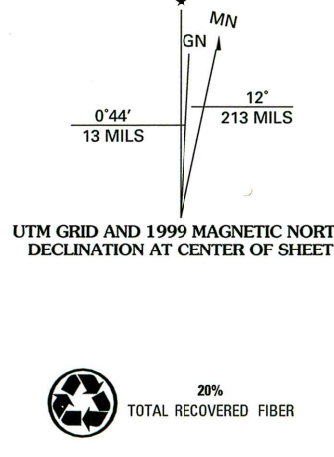 MN
GN
0°44′
13 MILS
12°
213 MILS
UTM GRID AND 1999 MAGNETIC NORT
DECLINATION AT CENTER OF SHEET
20%
TOTAL RECOVERED FIBER